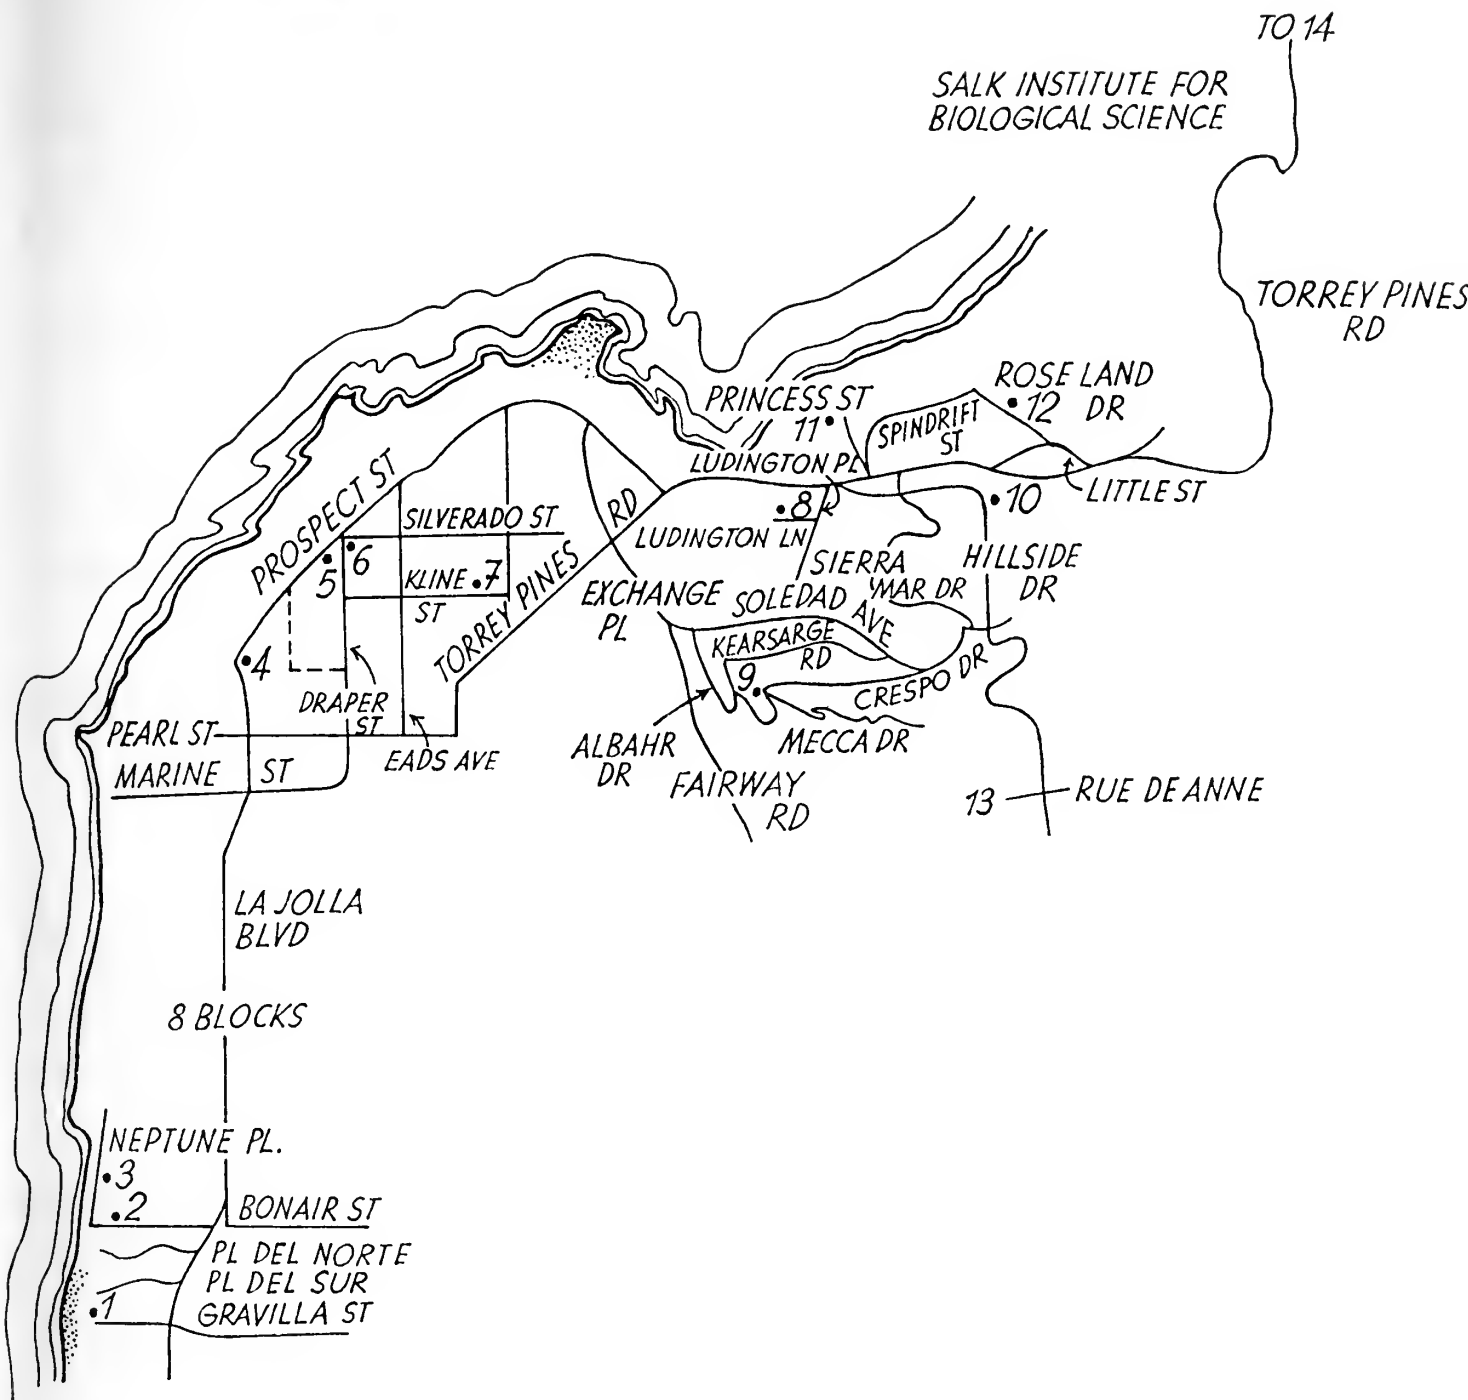 TO 14
SALK INSTITUTE FOR
BIOLOGICAL SCIENCE
TORREY PINES
RD
ROSE LAND
DR
12
PRINCESS ST
11
SPINDRIFT
ST
LUDINGTON PL
LITTLE ST
10
8
LUDINGTON LN
PROSPECT ST
SILVERADO ST
RD
TORREY PINES
5
6
KLINE
ST
7
SIERRA
MAR DR
HILLSIDE
DR
EXCHANGE
PL
SOLEDAD
AVE
KEARSARGE
RD
4
9
CRESPO DR
DRAPER
ST
PEARL ST
EADS AVE
MARINE ST
ALBAHR
DR
MECCA DR
FAIRWAY
RD
13
RUE DE ANNE
LA JOLLA
BLVD
8 BLOCKS
NEPTUNE PL.
3
2
BONAIR ST
PL DEL NORTE
PL DEL SUR
1
GRAVILLA ST